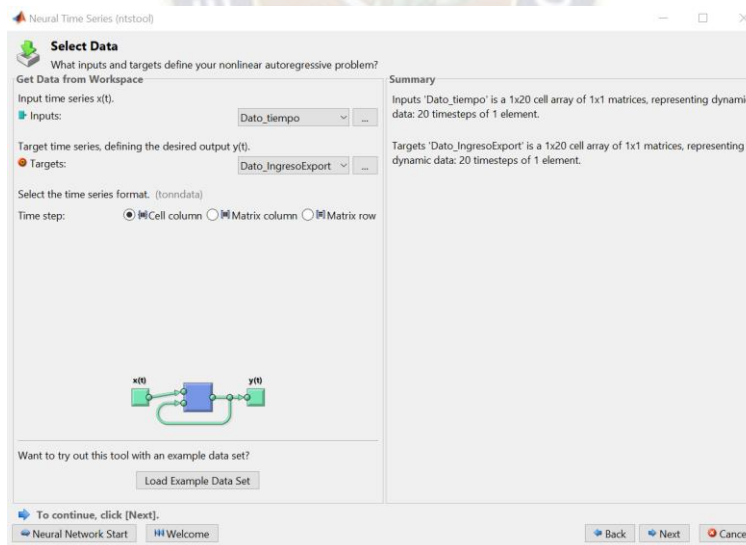 Neural Time Series (ntstool)
Select Data
What inputs and targets define your nonlinear autoregressive problem?
Get Data from Workspace
Input time series x(t).
Inputs:
Dato_tiempo
...
Target time series, defining the desired output y(t).
Targets:
Dato_IngresoExport
...
Select the time series format. (tonndata)
Time step:
Cell column
Matrix column
Matrix row
x(t)
y(t)
Want to try out this tool with an example data set?
Load Example Data Set
Summary
Inputs 'Dato_tiempo' is a 1x20 cell array of 1x1 matrices, representing dynami
data: 20 timesteps of 1 element.
Targets 'Dato_IngresoExport' is a 1x20 cell array of 1x1 matrices, representing
dynamic data: 20 timesteps of 1 element.
To continue, click [Next].
Neural Network Start
Welcome
Back
Next
Cance